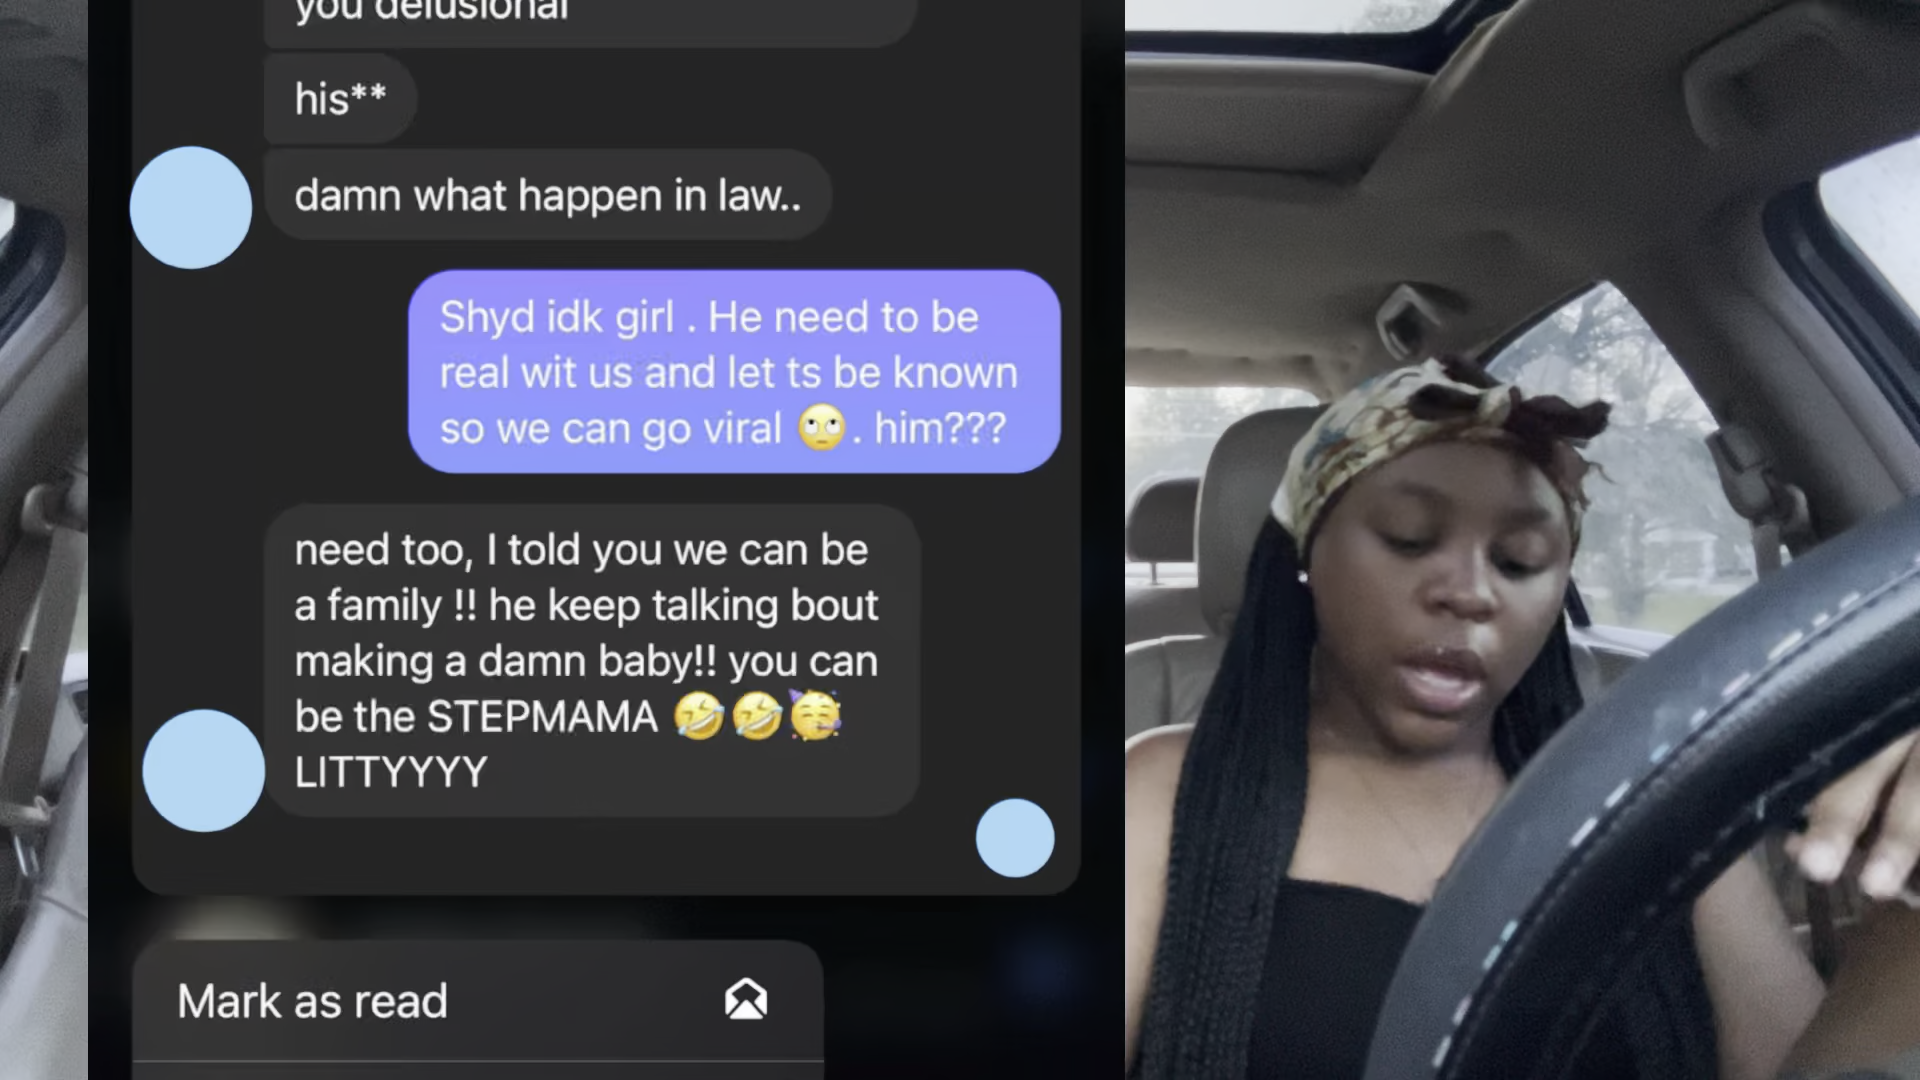 you delusional
his**
damn what happen in law..
Shyd idk girl . He need to be
real wit us and let ts be known
so we can go viral 🙄. him???
need too, I told you we can be
a family !! he keep talking bout
making a damn baby!! you can
be the STEPMAMA 🤣🤣🥳
LITTYYYY
Mark as read